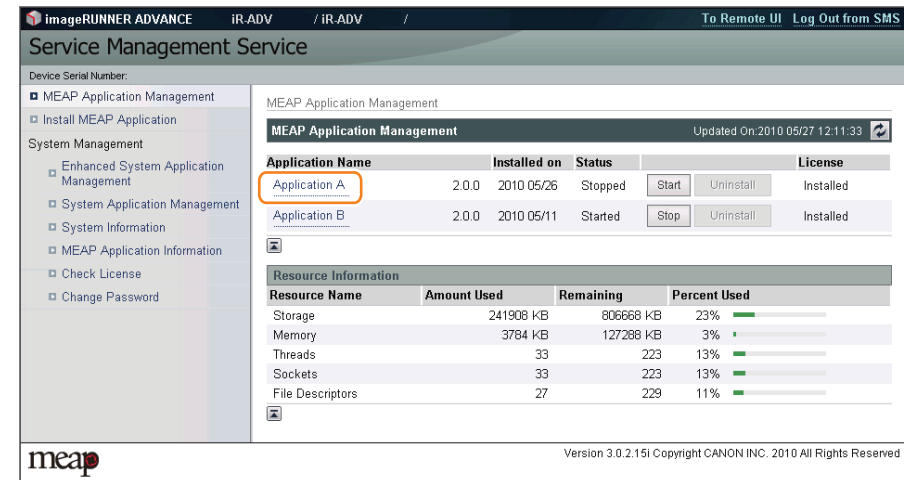 imageRUNNER ADVANCE iR-ADV / iR-ADV / To Remote UI Log Out from SMS
Service Management Service
Device Serial Number:
MEAP Application Management
Install MEAP Application
System Management
Enhanced System Application
Management
System Application Management
System Information
MEAP Application Information
Check License
Change Password
MEAP Application Management
MEAP Application Management Updated On:2010 05/27 12:11:33
Application Name Installed on Status License
Application A 2.0.0 2010 05/26 Stopped Start Uninstall Installed
Application B 2.0.0 2010 05/11 Started Stop Uninstall Installed
Resource Information
Resource Name Amount Used Remaining Percent Used
Storage 241908 KB 806668 KB 23%
Memory 3784 KB 127288 KB 3%
Threads 33 223 13%
Sockets 33 223 13%
File Descriptors 27 229 11%
meap
Version 3.0.2.15i Copyright CANON INC. 2010 All Rights Reserved